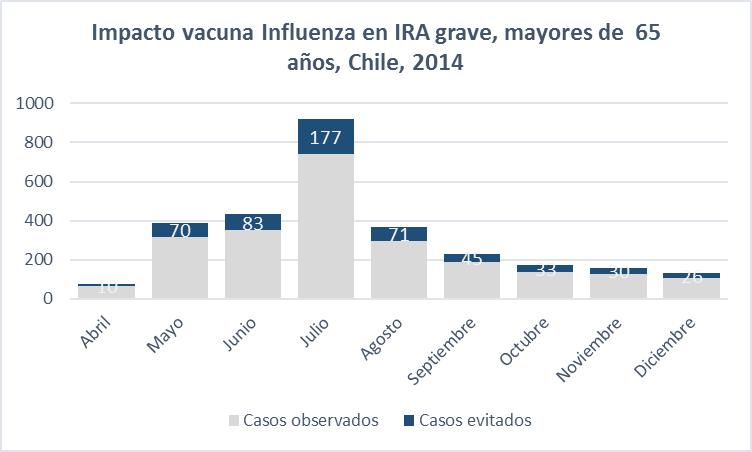 Impacto vacuna Influenza en IRA grave, mayores de 65
años, Chile, 2014
1000
800
600
400
200
0
10
70
83
177
71
45
33
30
26
Abril
Mayo
Junio
Julio
Agosto
Septiembre
Octubre
Noviembre
Diciembre
Casos observados
Casos evitados